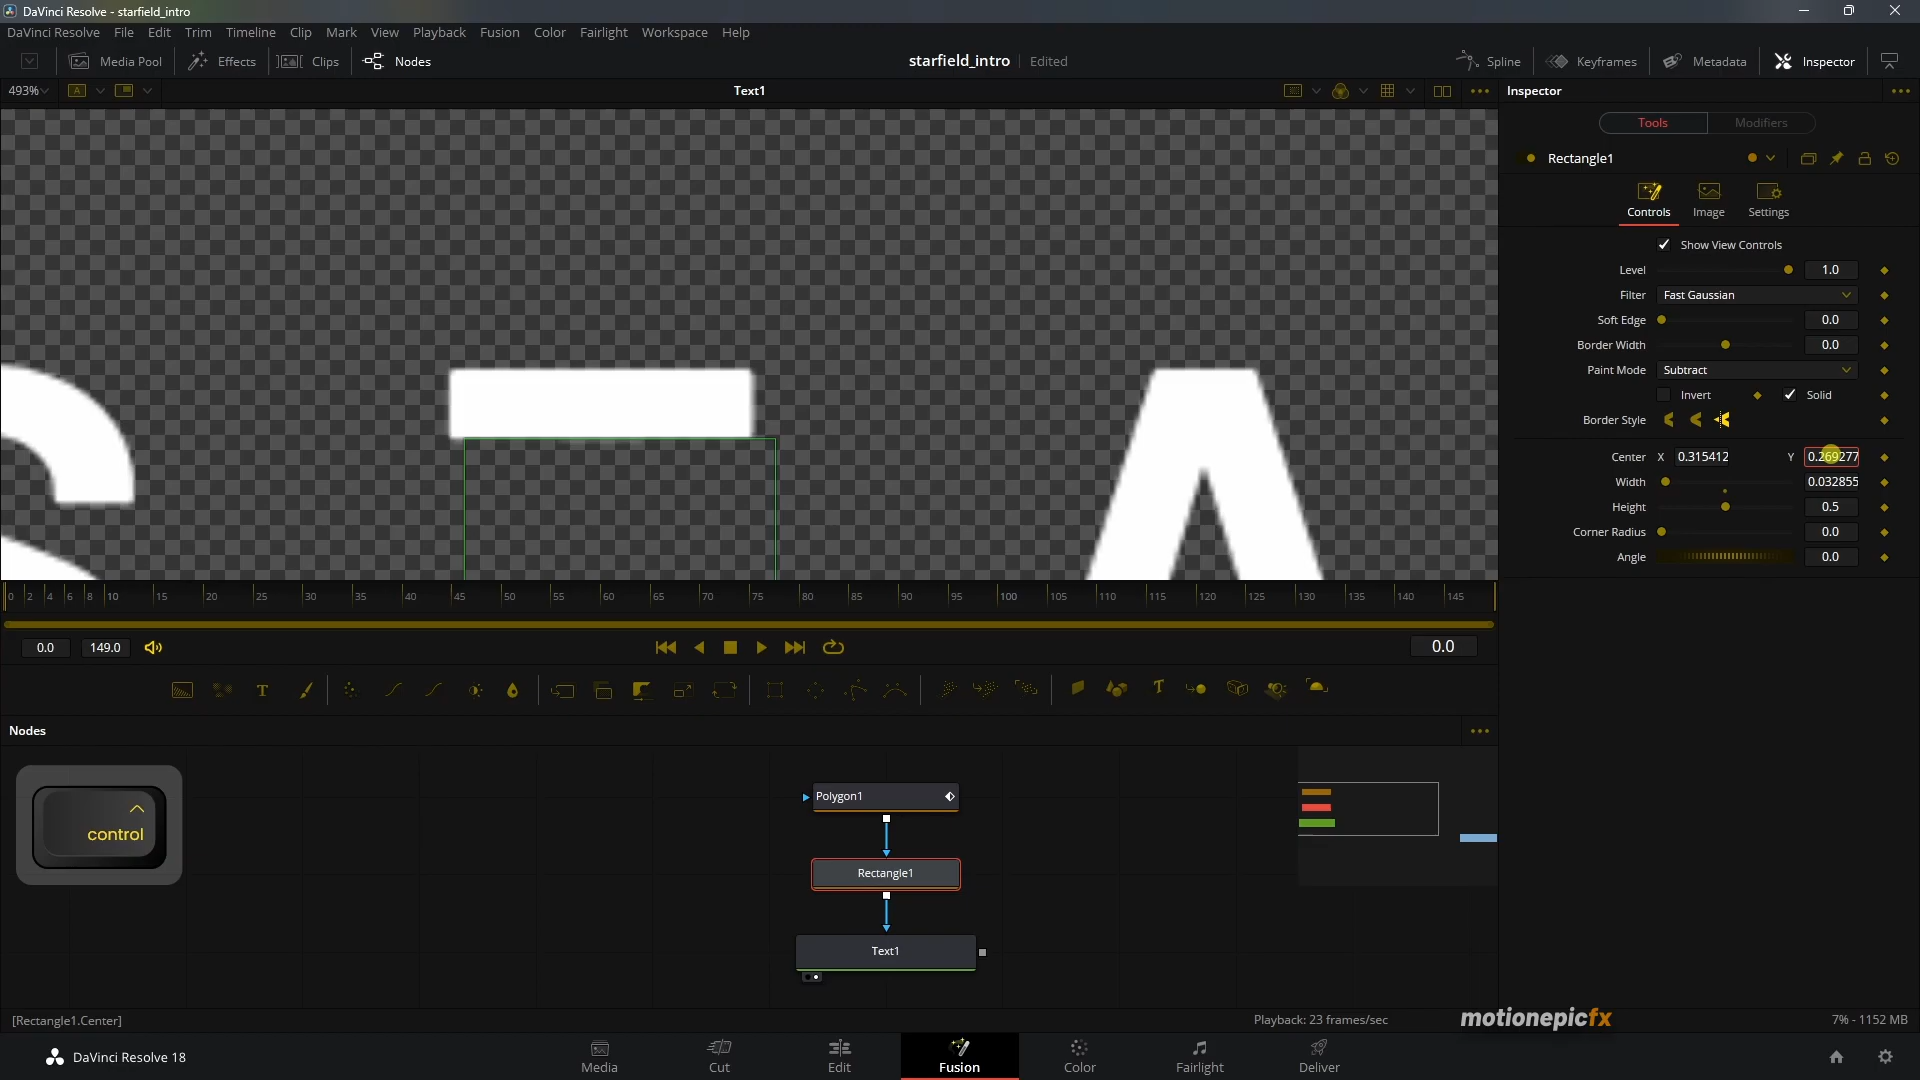 DaVinci Resolve - starfield_intro
DaVinci Resolve File Edit Trim Timeline Clip Mark View Playback Fusion Color Fairlight Workspace Help
Media Pool Effects Clips Nodes starfield_intro Edited Spline Keyframes Metadata Inspector
493% A Text1 Inspector
Tools Modifiers
Rectangle1
Controls Image Settings
Show View Controls
Level 1.0
Filter Fast Gaussian
Soft Edge 0.0
Border Width 0.0
Paint Mode Subtract
Invert Solid
Border Style
Center X 0.315412 Y 0.269277
Width 0.032855
Height 0.5
Corner Radius 0.0
Angle 0.0
0 2 4 6 8 10 15 20 25 30 35 40 45 50 55 60 65 70 75 80 85 90 95 100 105 110 115 120 125 130 135 140 145
0.0 149.0 0.0
Nodes
control
Polygon1
Rectangle1
Text1
[Rectangle1.Center] Playback: 23 frames/sec motionepicfx 7% - 1152 MB
DaVinci Resolve 18 Media Cut Edit Fusion Color Fairlight Deliver